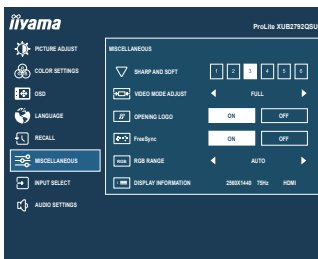 iiyama
ProLite XUB2792QSU
PICTURE ADJUST
COLOR SETTINGS
OSD
LANGUAGE
RECALL
MISCELLANEOUS
INPUT SELECT
AUDIO SETTINGS
MISCELLANEOUS
SHARP AND SOFT 1 2 3 4 5 6
VIDEO MODE ADJUST FULL
OPENING LOGO ON OFF
FreeSync ON OFF
RGB RGB RANGE AUTO
DISPLAY INFORMATION 2560X1440 75Hz HDMI